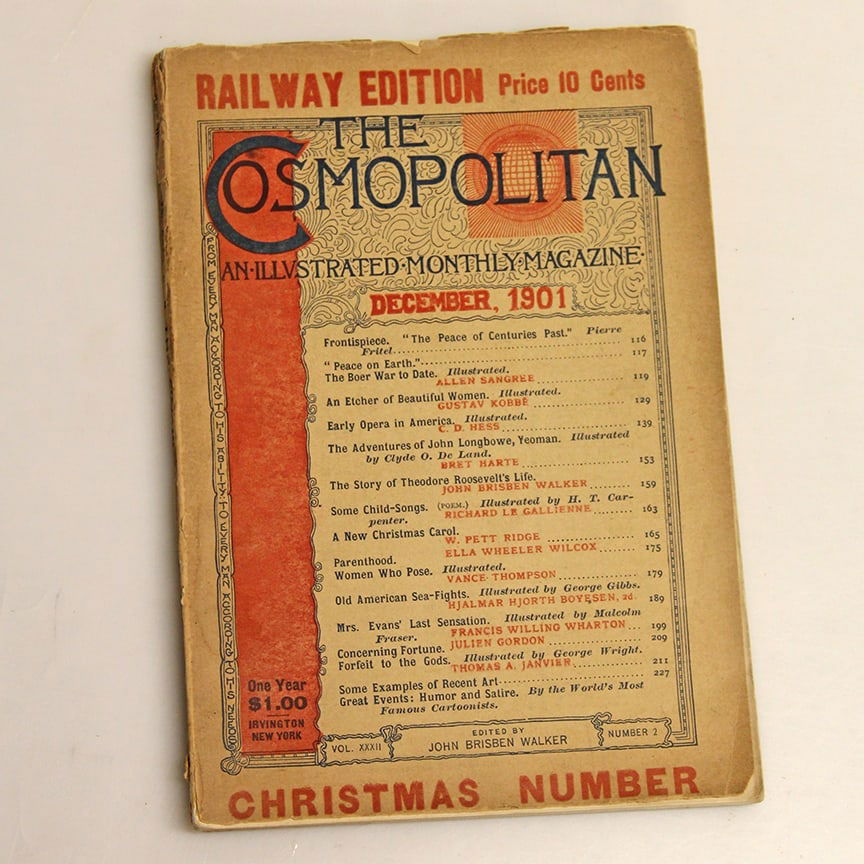 RAILWAY EDITION Price 10 Cents
THE
COSMOPOLITAN
AN·ILLVSTRATED·MONTHLY·MAGAZINE·
DECEMBER, 1901
FROM EVERY MAN ACCORDING TO HIS ABILITY: TO EVERY MAN ACCORDING TO HIS NEEDS
Frontispiece. "The Peace of Centuries Past." Pierre
Fritel........ 116
"Peace on Earth."........ 117
The Boer War to Date. Illustrated.
ALLEN SANGREE........ 119
An Etcher of Beautiful Women. Illustrated.
GUSTAV KOBBÉ........ 129
Early Opera in America. Illustrated.
C. D. HESS........ 139
The Adventures of John Longbowe, Yeoman. Illustrated
by Clyde O. De Land.
BRET HARTE........ 153
The Story of Theodore Roosevelt's Life.
JOHN BRISBEN WALKER........ 159
Some Child-Songs. (POEM.) Illustrated by H. T. Car-
penter. RICHARD LE GALLIENNE........ 163
A New Christmas Carol.
W. PETT RIDGE........ 165
ELLA WHEELER WILCOX........ 175
Parenthood.
Women Who Pose. Illustrated.
VANCE THOMPSON........ 179
Old American Sea-Fights. Illustrated by George Gibbs.
HJALMAR HJORTH BOYESEN, 2d. 189
Mrs. Evans' Last Sensation. Illustrated by Malcolm
Fraser. FRANCIS WILLING WHARTON... 199
Concerning Fortune. JULIEN GORDON........ 209
Forfeit to the Gods. Illustrated by George Wright.
THOMAS A. JANVIER........ 211
Some Examples of Recent Art........ 227
Great Events: Humor and Satire. By the World's Most
Famous Cartoonists.
One Year
$1.00
IRVINGTON
NEW YORK
VOL. XXXII
EDITED BY
JOHN BRISBEN WALKER
NUMBER 2
CHRISTMAS NUMBER